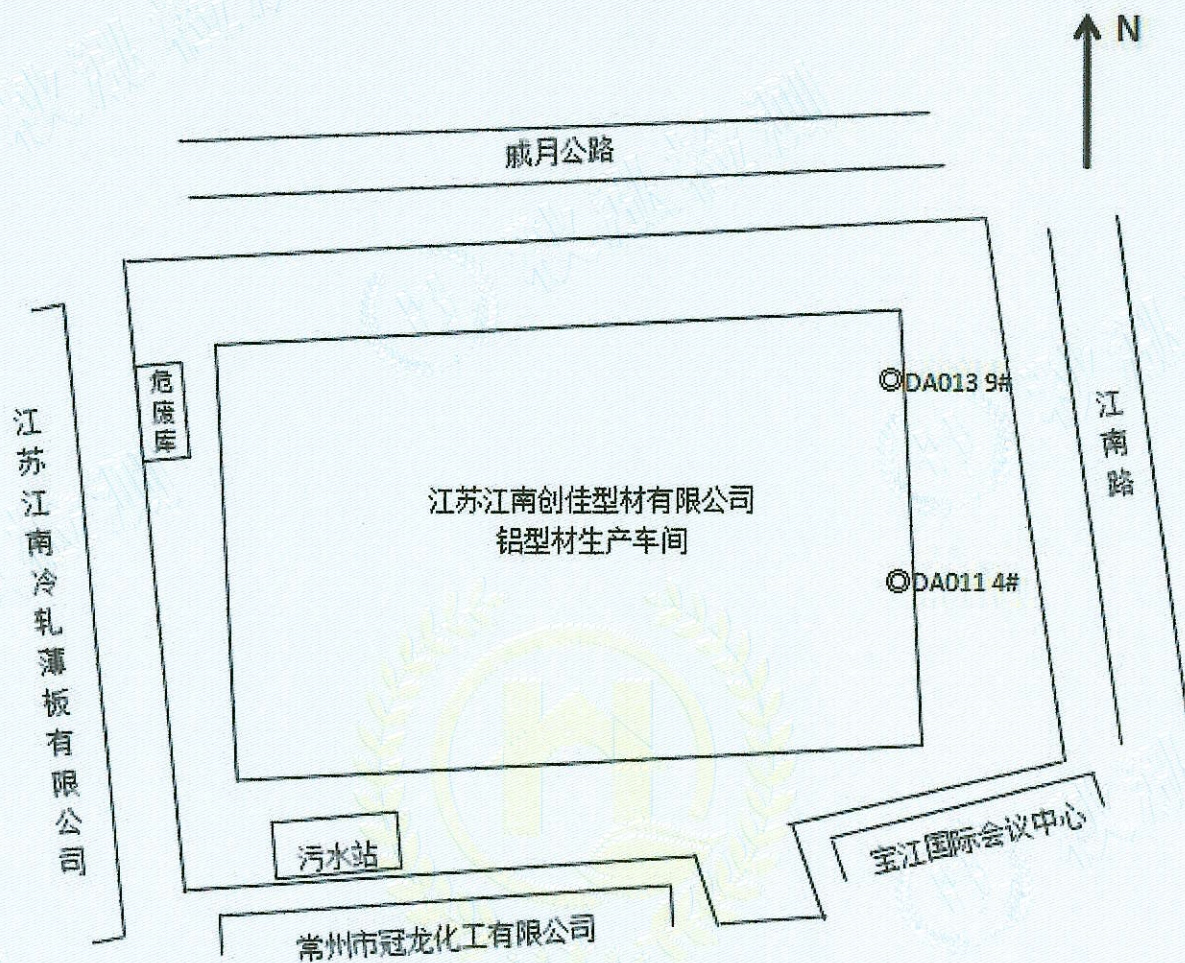 N
戚月公路
危废库
DA013 9#
江南路
江苏江南冷轧薄板有限公司
江苏江南创佳型材有限公司
铝型材生产车间
DA011 4#
污水站
宝江国际会议中心
常州市冠龙化工有限公司